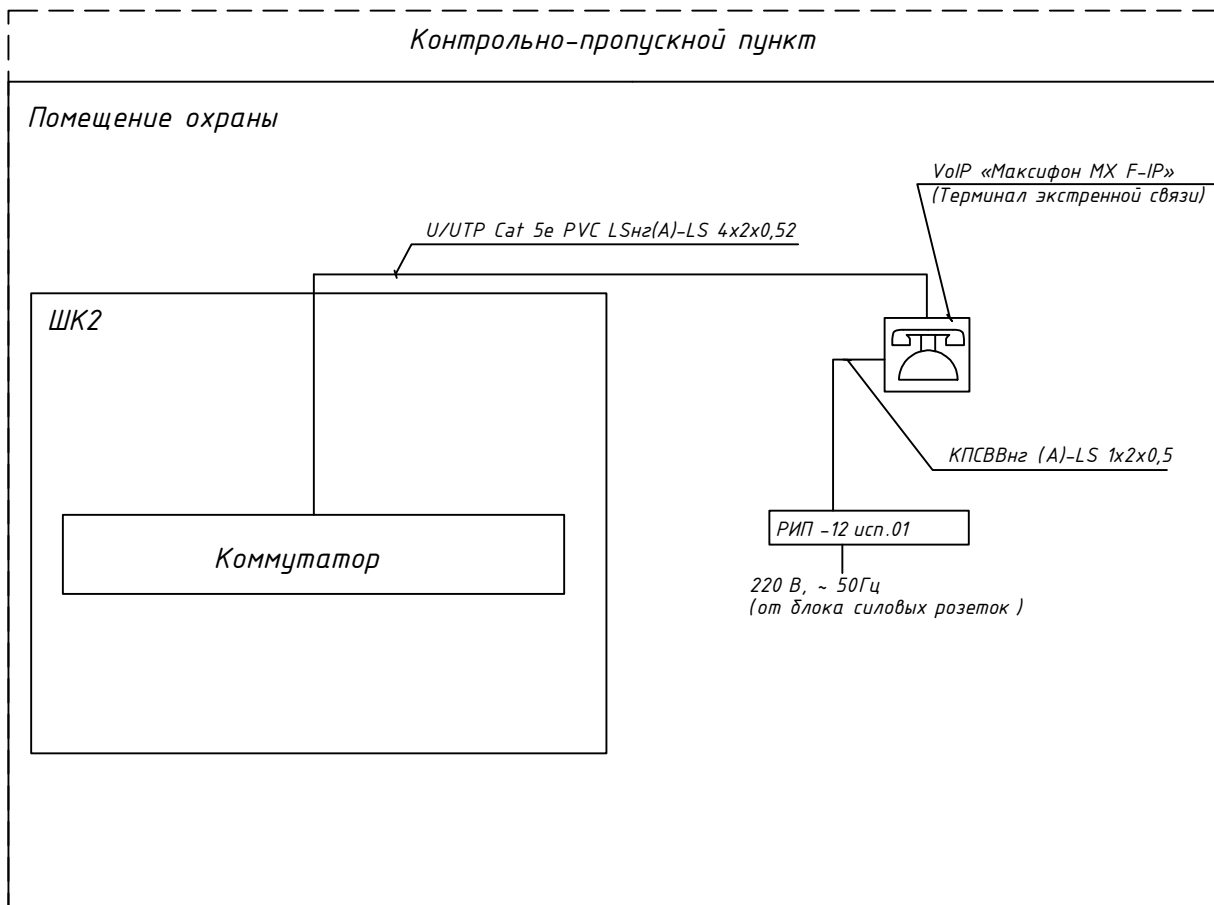 Контрольно-пропускной пункт
Помещение охраны
VoIP «Максифон MX F-IP»
(Терминал экстренной связи)
U/UTP Cat 5e PVC LSнг(А)-LS 4x2x0,52
ШК2
КПСВВнг (А)-LS 1x2x0,5
РИП -12 исп.01
Коммутатор
220 В, ~ 50Гц
(от блока силовых розеток )